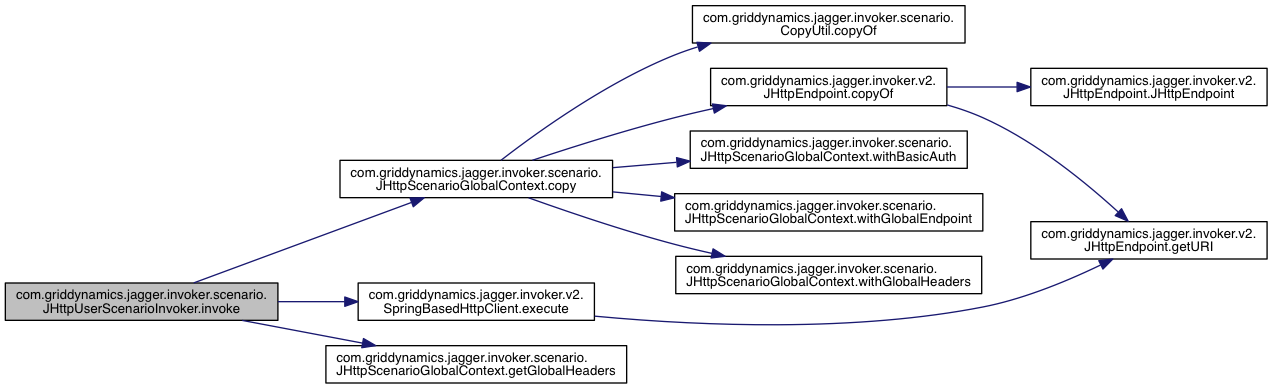 com.griddynamics.jagger.invoker.scenario.
CopyUtil.copyOf
com.griddynamics.jagger.invoker.v2.
JHttpEndpoint.copyOf
com.griddynamics.jagger.invoker.v2.
JHttpEndpoint.JHttpEndpoint
com.griddynamics.jagger.invoker.scenario.
JHttpScenarioGlobalContext.withBasicAuth
com.griddynamics.jagger.invoker.scenario.
JHttpScenarioGlobalContext.copy
com.griddynamics.jagger.invoker.scenario.
JHttpScenarioGlobalContext.withGlobalEndpoint
com.griddynamics.jagger.invoker.v2.
JHttpEndpoint.getURI
com.griddynamics.jagger.invoker.scenario.
JHttpScenarioGlobalContext.withGlobalHeaders
com.griddynamics.jagger.invoker.scenario.
JHttpUserScenarioInvoker.invoke
com.griddynamics.jagger.invoker.v2.
SpringBasedHttpClient.execute
com.griddynamics.jagger.invoker.scenario.
JHttpScenarioGlobalContext.getGlobalHeaders